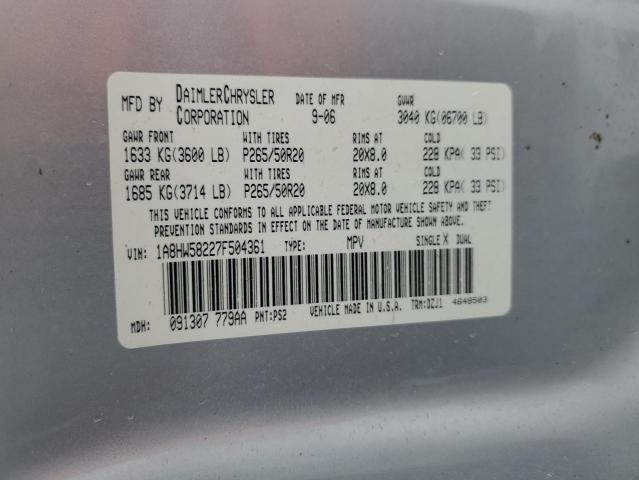 MFD BY DAIMLERCHRYSLER CORPORATION DATE OF MFR 9-06 GVWR 3040 KG(06700 LB)
GAWR FRONT WITH TIRES RIMS AT COLD
1633 KG(3600 LB) P265/50R20 20X8.0 228 KPA( 33 PSI)
GAWR REAR WITH TIRES RIMS AT COLD
1685 KG(3714 LB) P265/50R20 20X8.0 228 KPA( 33 PSI)
THIS VEHICLE CONFORMS TO ALL APPLICABLE FEDERAL MOTOR VEHICLE SAFETY AND THEFT
PREVENTION STANDARDS IN EFFECT ON THE DATE OF MANUFACTURE SHOWN ABOVE.
VIN: 1A8HW58227F504361 TYPE: MPV SINGLE X DUAL
MDH: 091307 779AA PNT:PS2 VEHICLE MADE IN U.S.A. TRM:DZJ1 4648503